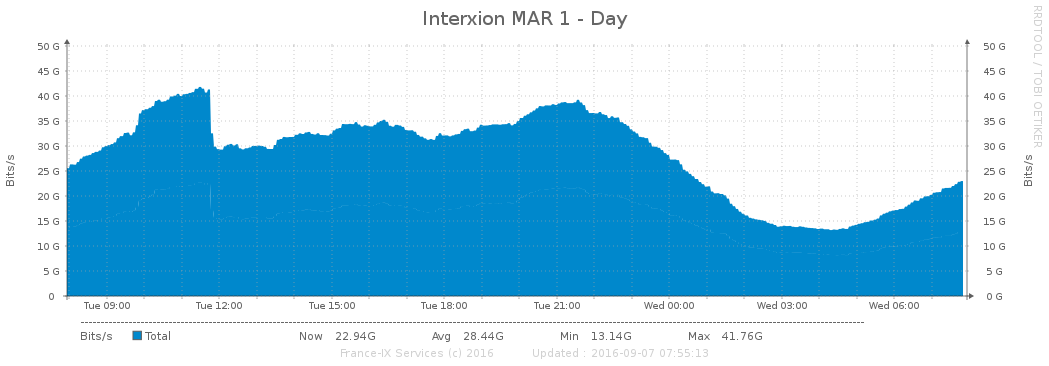 Interxion MAR 1 - Day
RRDTOOL / TOBI OETIKER
50 G 50 G
45 G 45 G
40 G 40 G
35 G 35 G
30 G 30 G
25 G 25 G
20 G 20 G
15 G 15 G
10 G 10 G
5 G 5 G
0 0 G
Bits/s
Bits/s
Tue 09:00 Tue 12:00 Tue 15:00 Tue 18:00 Tue 21:00 Wed 00:00 Wed 03:00 Wed 06:00
Bits/s Total Now 22.94G Avg 28.44G Min 13.14G Max 41.76G
France-IX Services (c) 2016 Updated : 2016-09-07 07:55:13